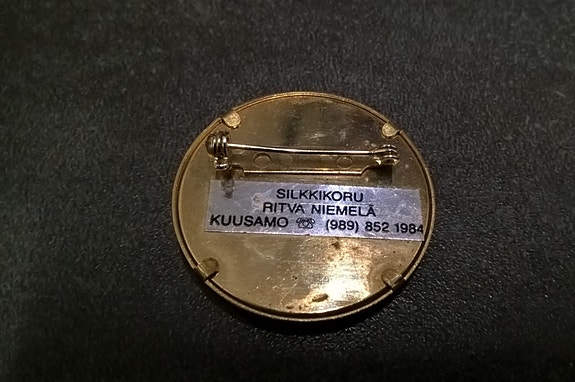 SILKKIKORU
RITVA NIEMELÄ
KUUSAMO ☎ (989) 852 1984